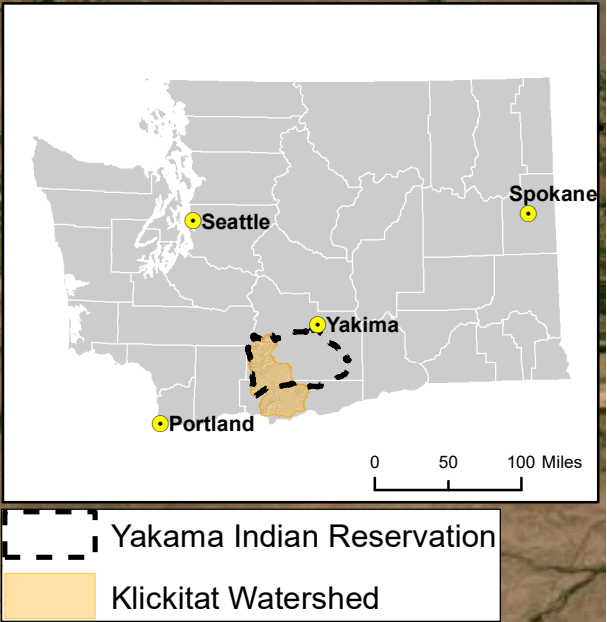 Spokane
Seattle
Yakima
Portland
0 50 100 Miles
Yakama Indian Reservation
Klickitat Watershed